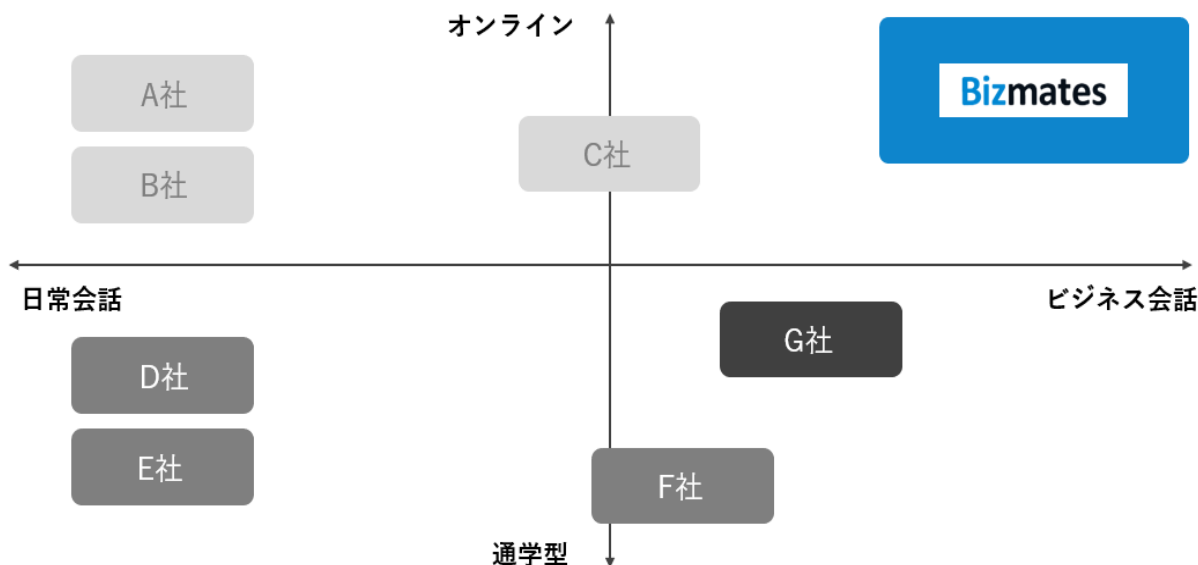 オンライン
Bizmates
A社
B社
C社
日常会話
ビジネス会話
G社
D社
E社
F社
通学型